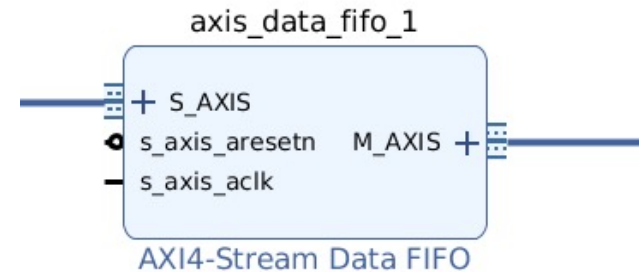 axis_data_fifo_1
S_AXIS
s_axis_aresetn
M_AXIS
s_axis_aclk
AXI4-Stream Data FIFO